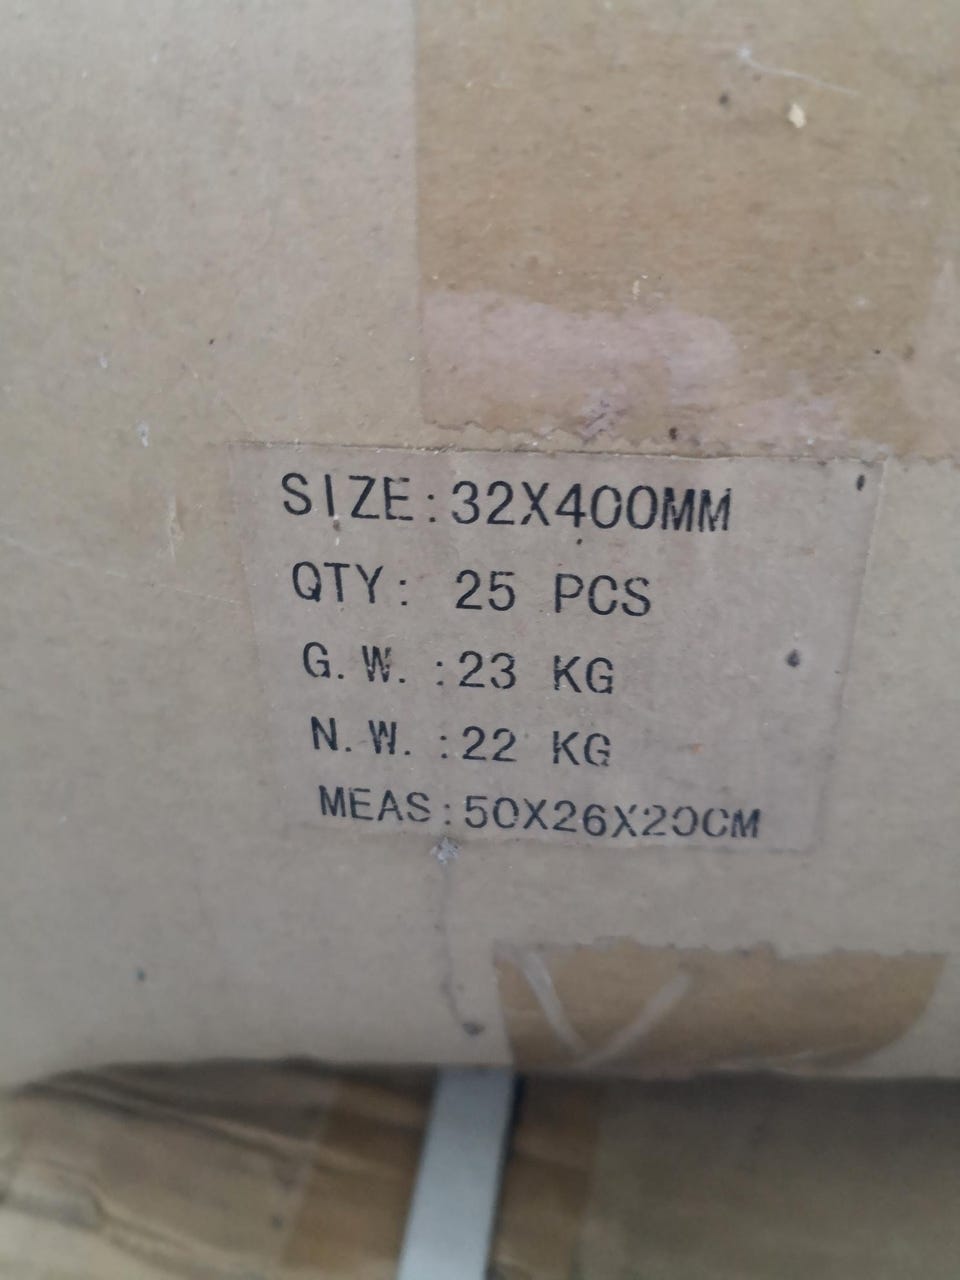 SIZE:32X400MM
QTY: 25 PCS
G.W. :23 KG
N.W. :22 KG
MEAS:50X26X20CM